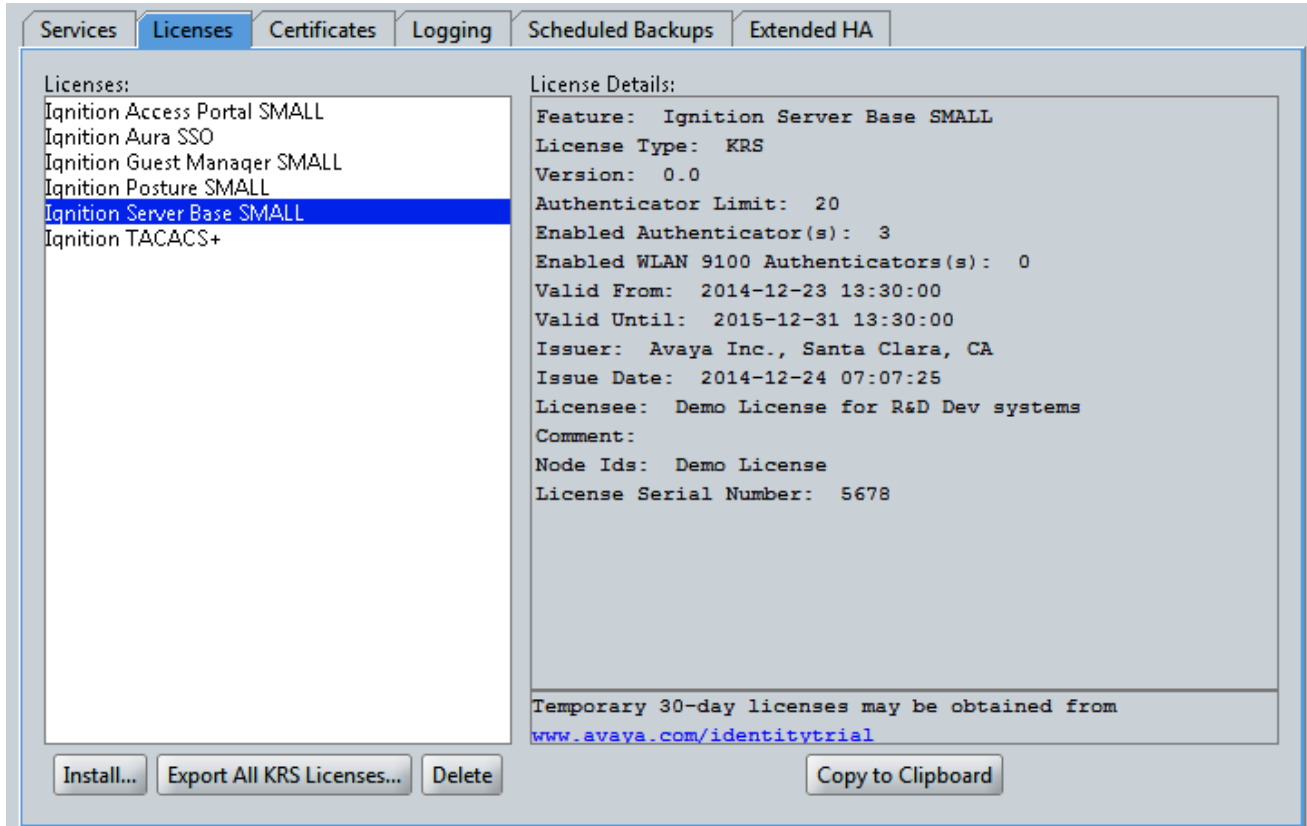 Services Licenses Certificates Logging Scheduled Backups Extended HA
Licenses:
Ignition Access Portal SMALL
Ignition Aura SSO
Ignition Guest Manager SMALL
Ignition Posture SMALL
Ignition Server Base SMALL
Ignition TACACS+
License Details:
Feature: Ignition Server Base SMALL
License Type: KRS
Version: 0.0
Authenticator Limit: 20
Enabled Authenticator(s): 3
Enabled WLAN 9100 Authenticators(s): 0
Valid From: 2014-12-23 13:30:00
Valid Until: 2015-12-31 13:30:00
Issuer: Avaya Inc., Santa Clara, CA
Issue Date: 2014-12-24 07:07:25
Licensee: Demo License for R&D Dev systems
Comment:
Node Ids: Demo License
License Serial Number: 5678
Temporary 30-day licenses may be obtained from
www.avaya.com/identitytrial
Install... Export All KRS Licenses... Delete Copy to Clipboard